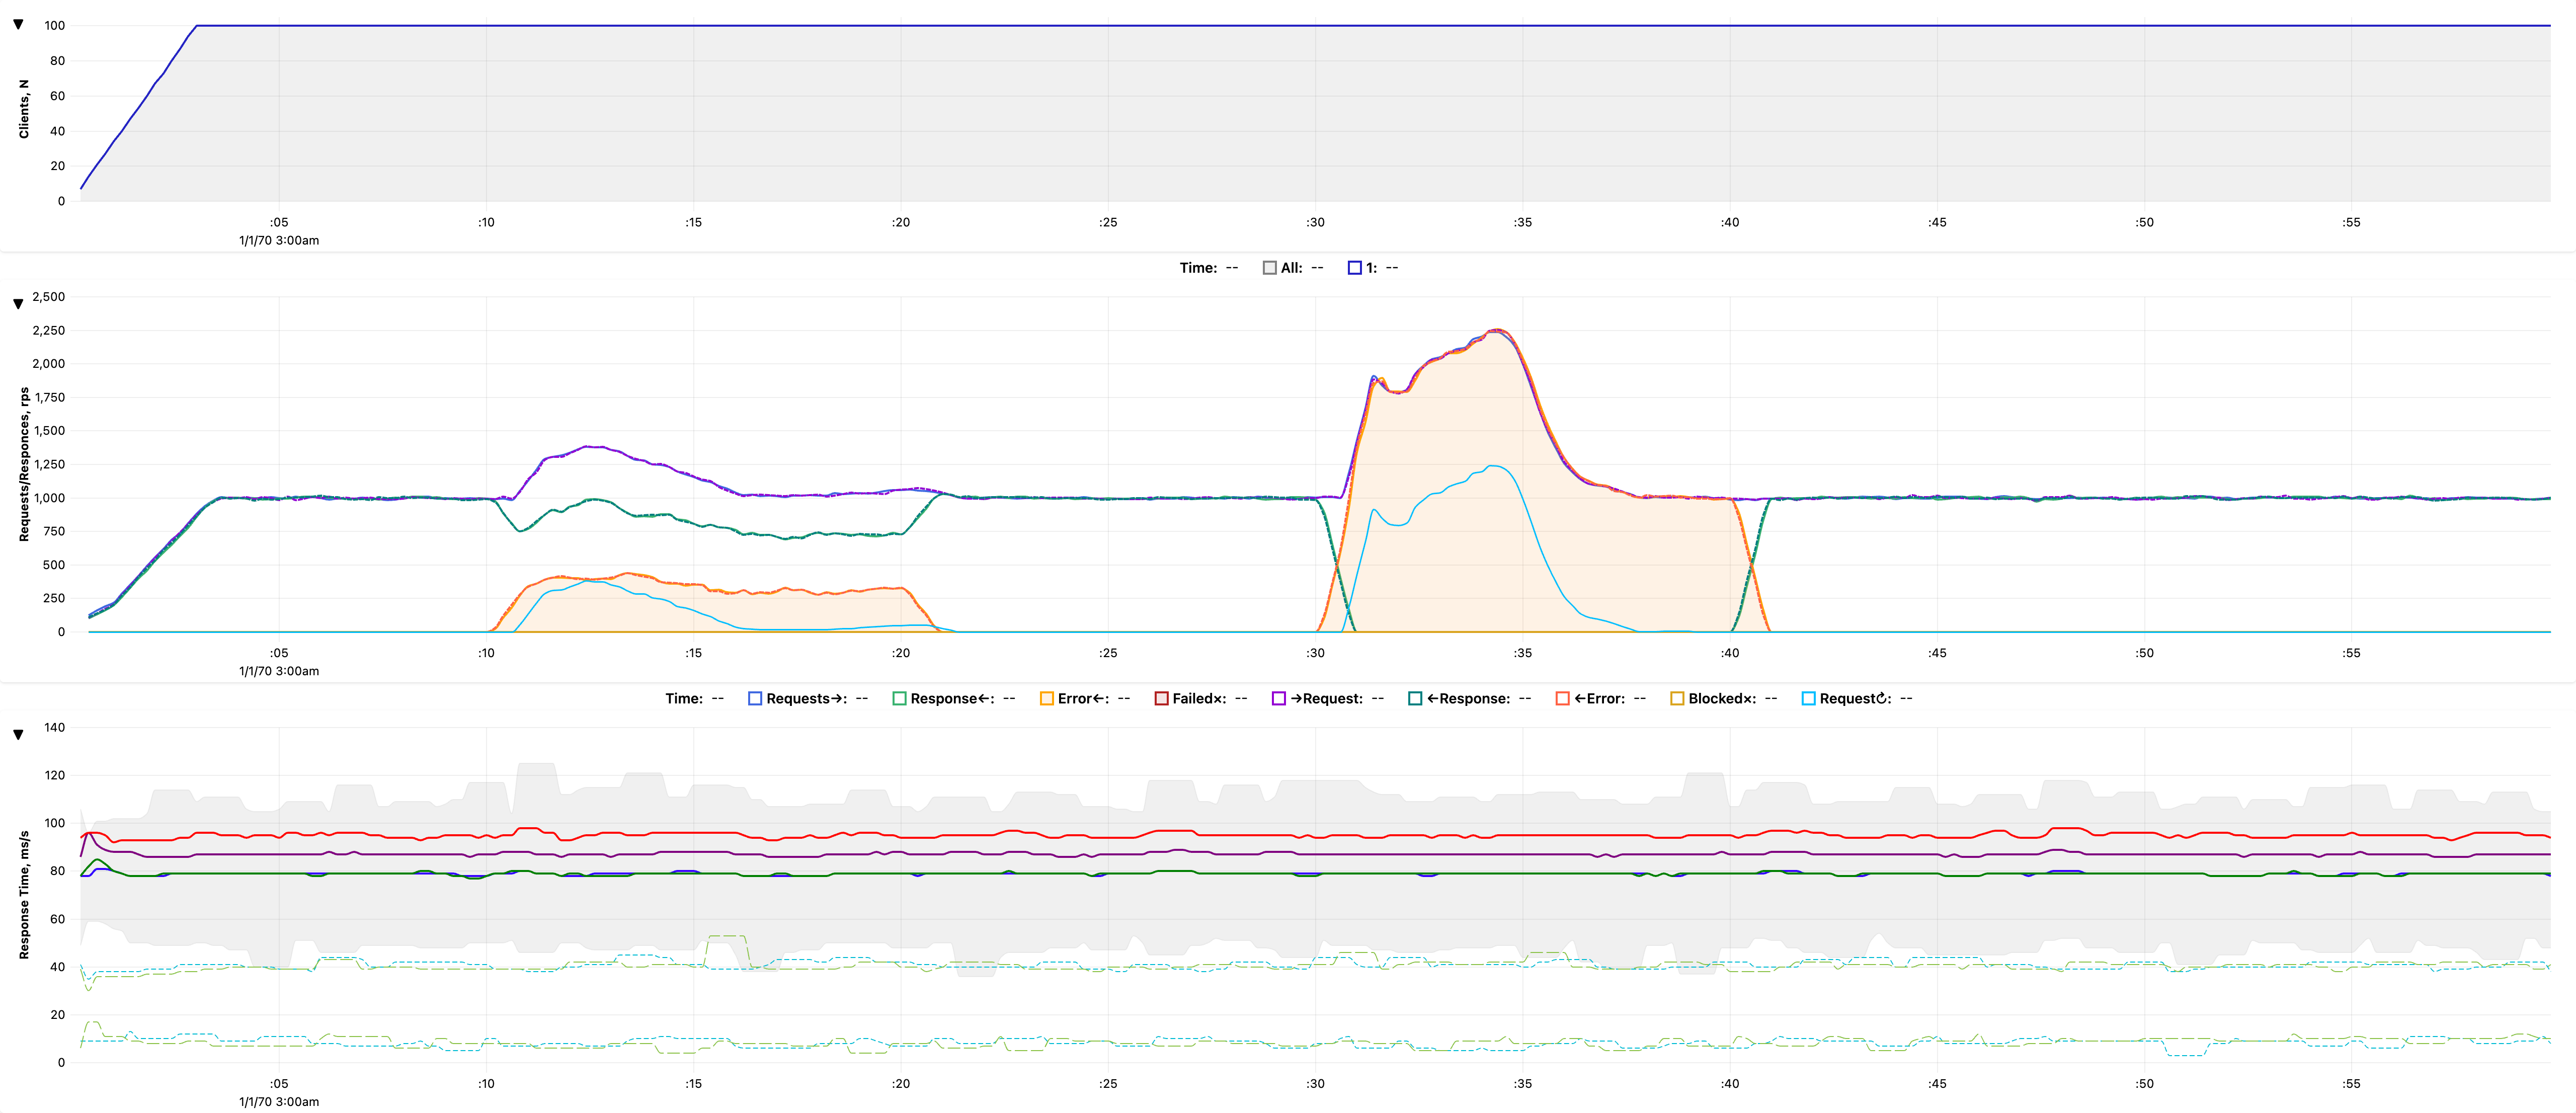 ▼
Clients, N
100
80
60
40
20
0
:05 :10 :15 :20 :25 :30 :35 :40 :45 :50 :55
1/1/70 3:00am
Time: -- All: -- 1: --
▼
Requests/Responces, rps
2,500
2,250
2,000
1,750
1,500
1,250
1,000
750
500
250
0
:05 :10 :15 :20 :25 :30 :35 :40 :45 :50 :55
1/1/70 3:00am
Time: -- Requests→: -- Response←: -- Error←: -- Failed×: -- →Request: -- ←Response: -- ←Error: -- Blocked×: -- Request↻: --
▼
Response Time, ms/s
140
120
100
80
60
40
20
0
:05 :10 :15 :20 :25 :30 :35 :40 :45 :50 :55
1/1/70 3:00am